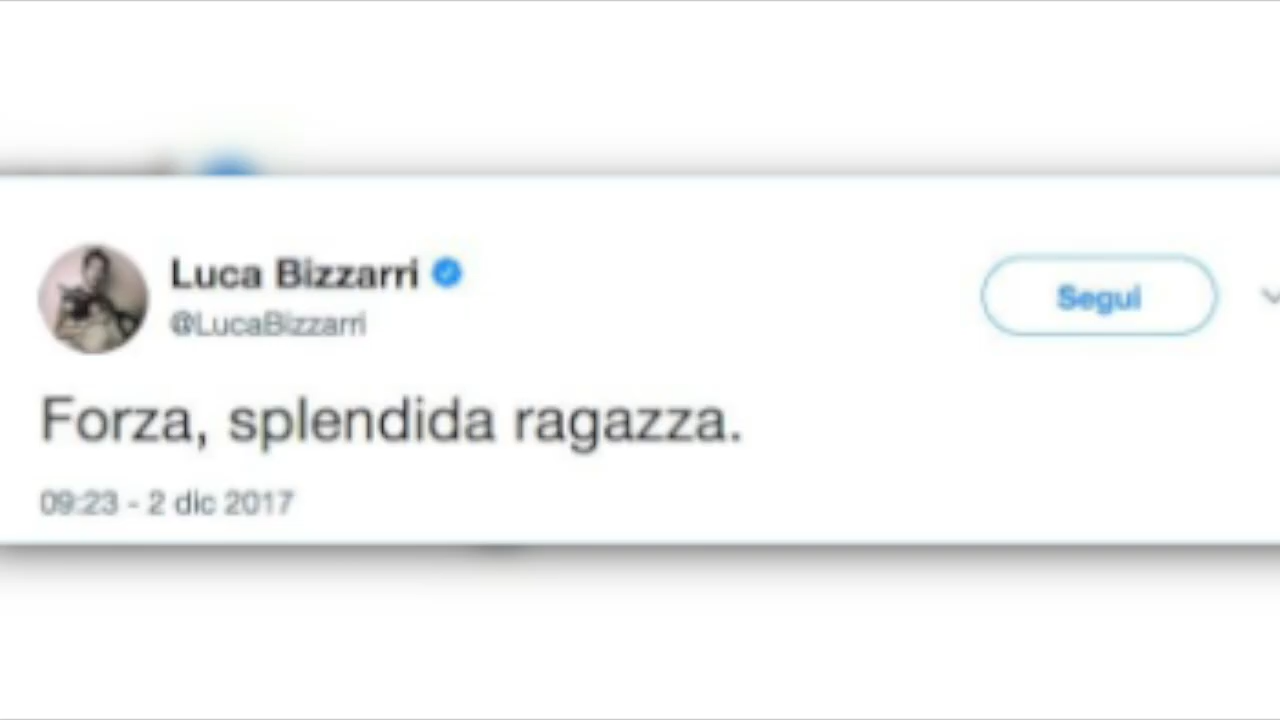 Luca Bizzarri
@LucaBizzarri
Segui
Forza, splendida ragazza.
09:23 - 2 dic 2017